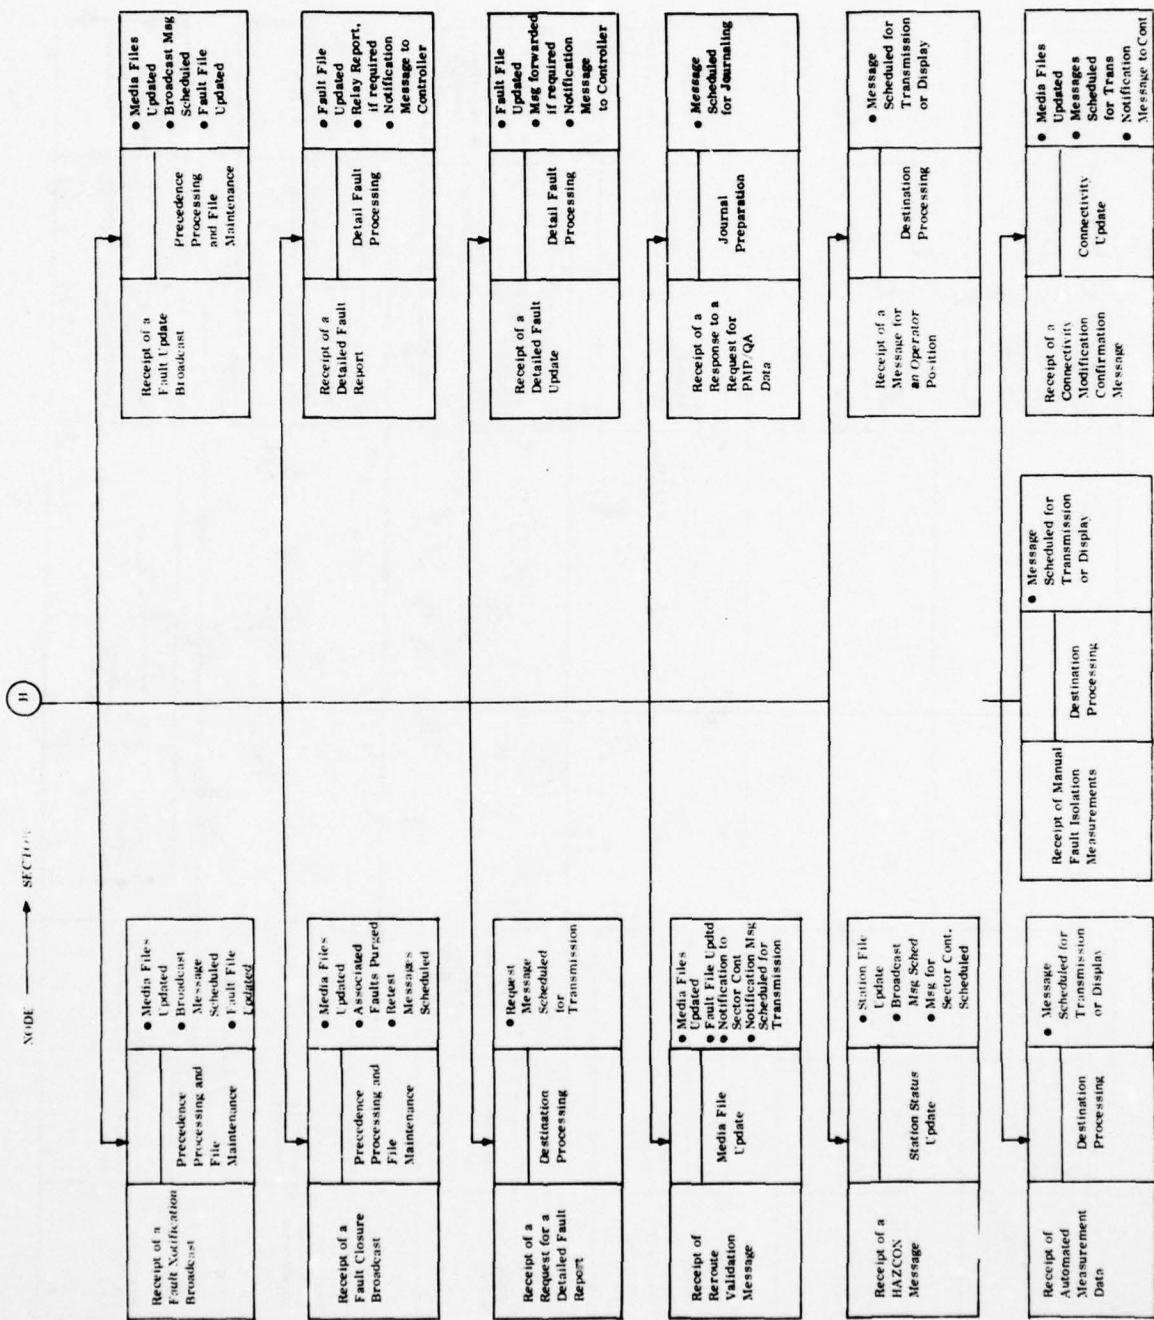 NODE SECTOR
H
Receipt of a
Fault Notification
Broadcast
Precedence
Processing and
File
Maintenance
● Media Files
Updated
● Broadcast
Message
Scheduled
● Fault File
Updated
Receipt of a
Fault Update
Broadcast
Precedence
Processing
and File
Maintenance
● Media Files
Updated
● Broadcast Msg
Scheduled
● Fault File
Updated
Receipt of a
Fault Closure
Broadcast
Precedence
Processing and
File
Maintenance
● Media Files
Updated
● Associated
Faults Purged
● Retest
Messages
Scheduled
Receipt of a
Detailed Fault
Report
Detail Fault
Processing
● Fault File
Updated
● Relay Report,
if required
● Notification
Message to
Controller
Receipt of a
Request for a
Detailed Fault
Report
Destination
Processing
● Request
Message
Scheduled
for
Transmission
Receipt of a
Detailed Fault
Update
Detail Fault
Processing
● Fault File
Updated
● Msg forwarded
if required
● Notification
Message
to Controller
Receipt of
Reroute
Validation
Message
Media File
Update
● Media Files
Updated
● Fault File Updtd
● Notification to
Sector Cont
● Notification Msg
Scheduled for
Transmission
Receipt of a
Response to a
Request for
PMP/QA
Data
Journal
Preparation
● Message
Scheduled
for Journaling
Receipt of a
HAZCON
Message
Station Status
Update
● Station File
Update
● Broadcast
Msg Sched
● Msg for
Sector Cont.
Scheduled
Receipt of a
Message for
an Operator
Position
Destination
Processing
● Message
Scheduled for
Transmission
or Display
Receipt of
Automated
Measurement
Data
Destination
Processing
● Message
Scheduled for
Transmission
or Display
Receipt of Manual
Fault Isolation
Measurements
Destination
Processing
● Message
Scheduled for
Transmission
or Display
Receipt of a
Connectivity
Modification
Confirmation
Message
Connectivity
Update
● Media Files
Updated
● Messages
Scheduled
for Trans
● Notification
Message to Cont